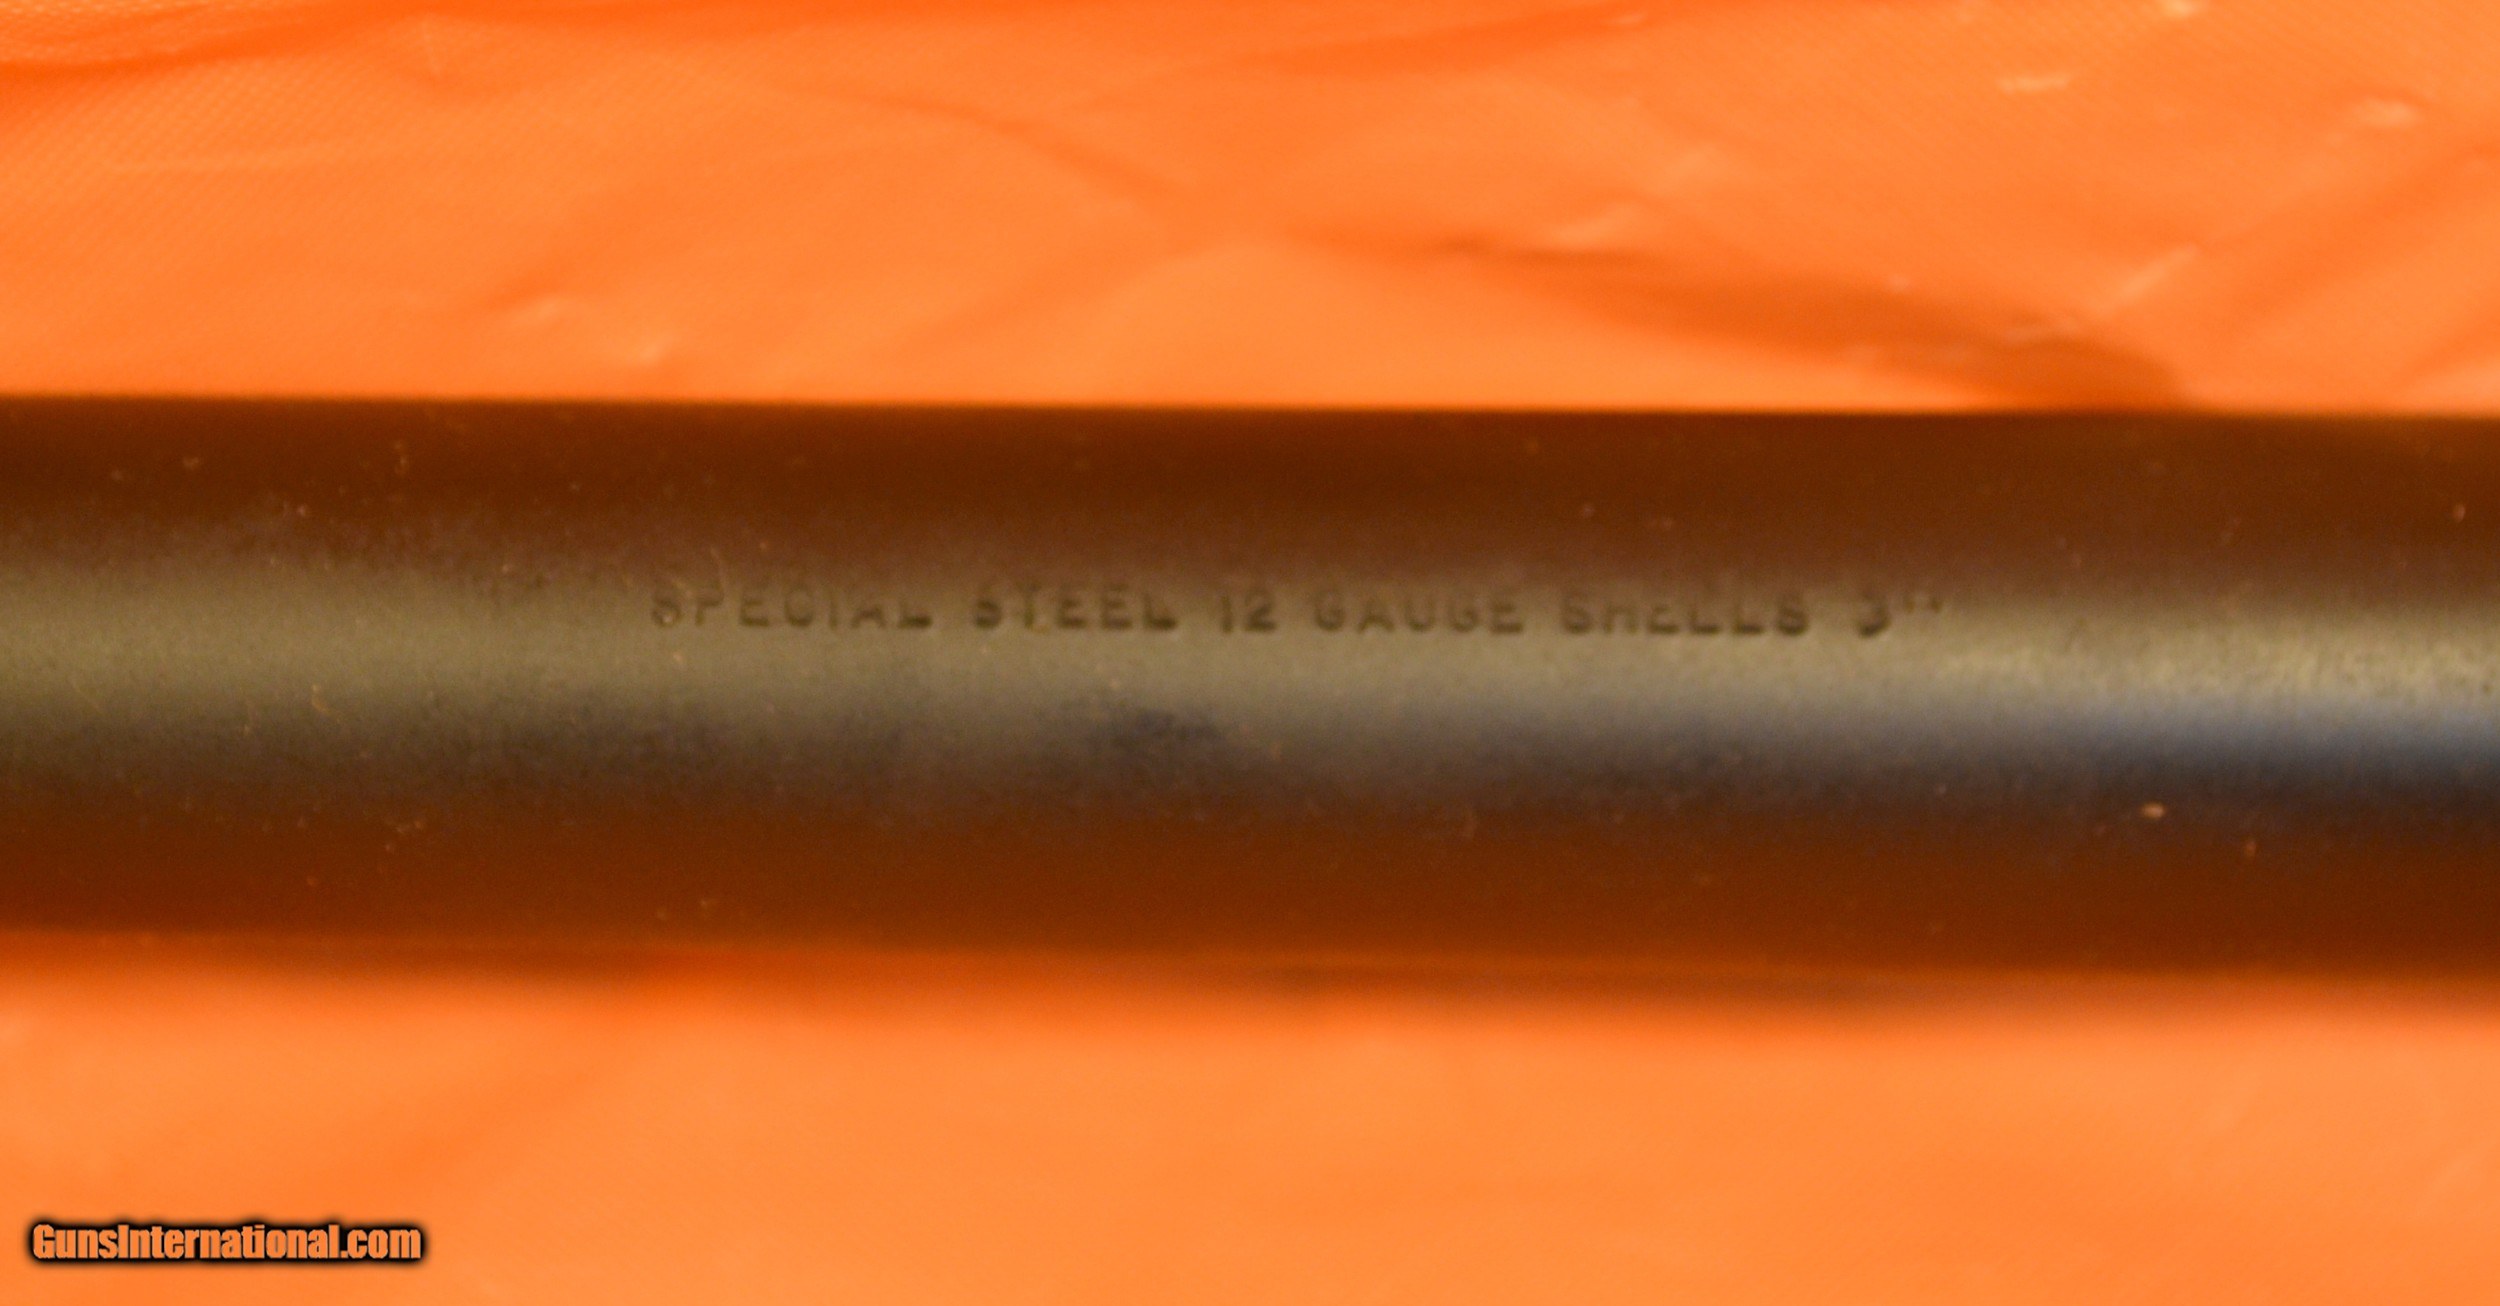 SPECIAL STEEL 12 GAUGE SHELLS 3"
GunsInternational.com